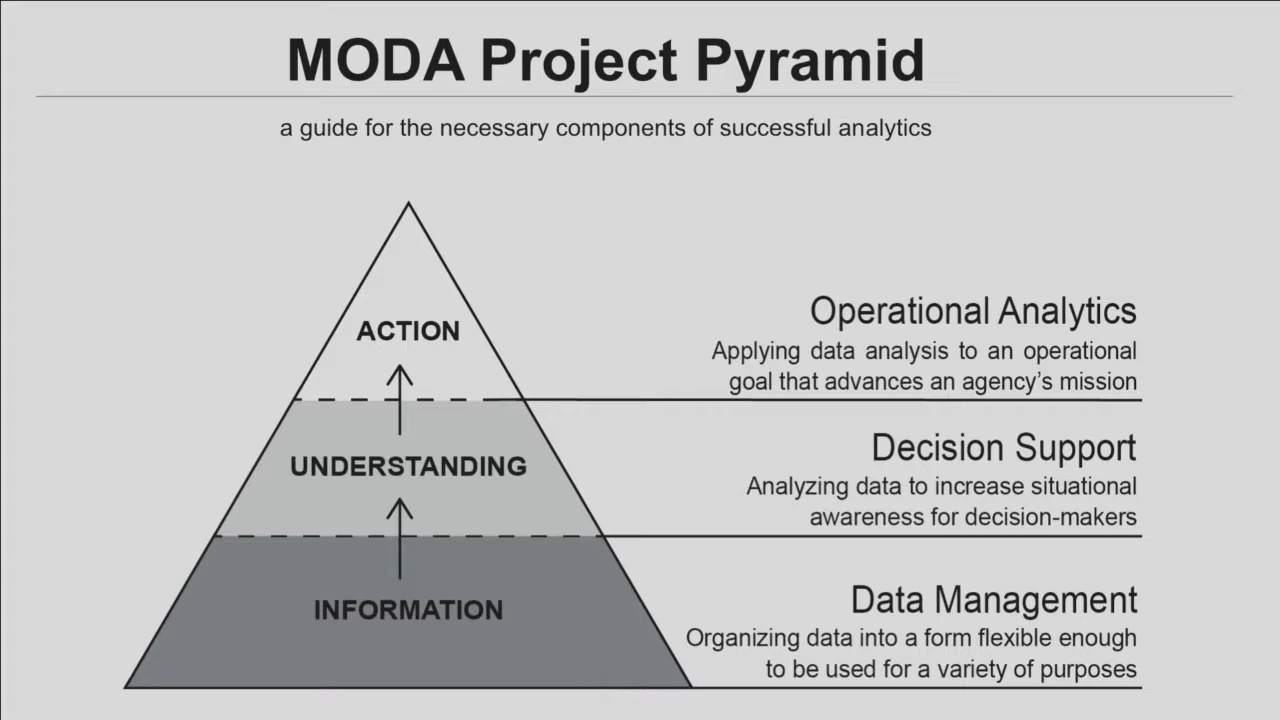 MODA Project Pyramid
a guide for the necessary components of successful analytics
ACTION
Operational Analytics
Applying data analysis to an operational
goal that advances an agency’s mission
UNDERSTANDING
Decision Support
Analyzing data to increase situational
awareness for decision-makers
INFORMATION
Data Management
Organizing data into a form flexible enough
to be used for a variety of purposes